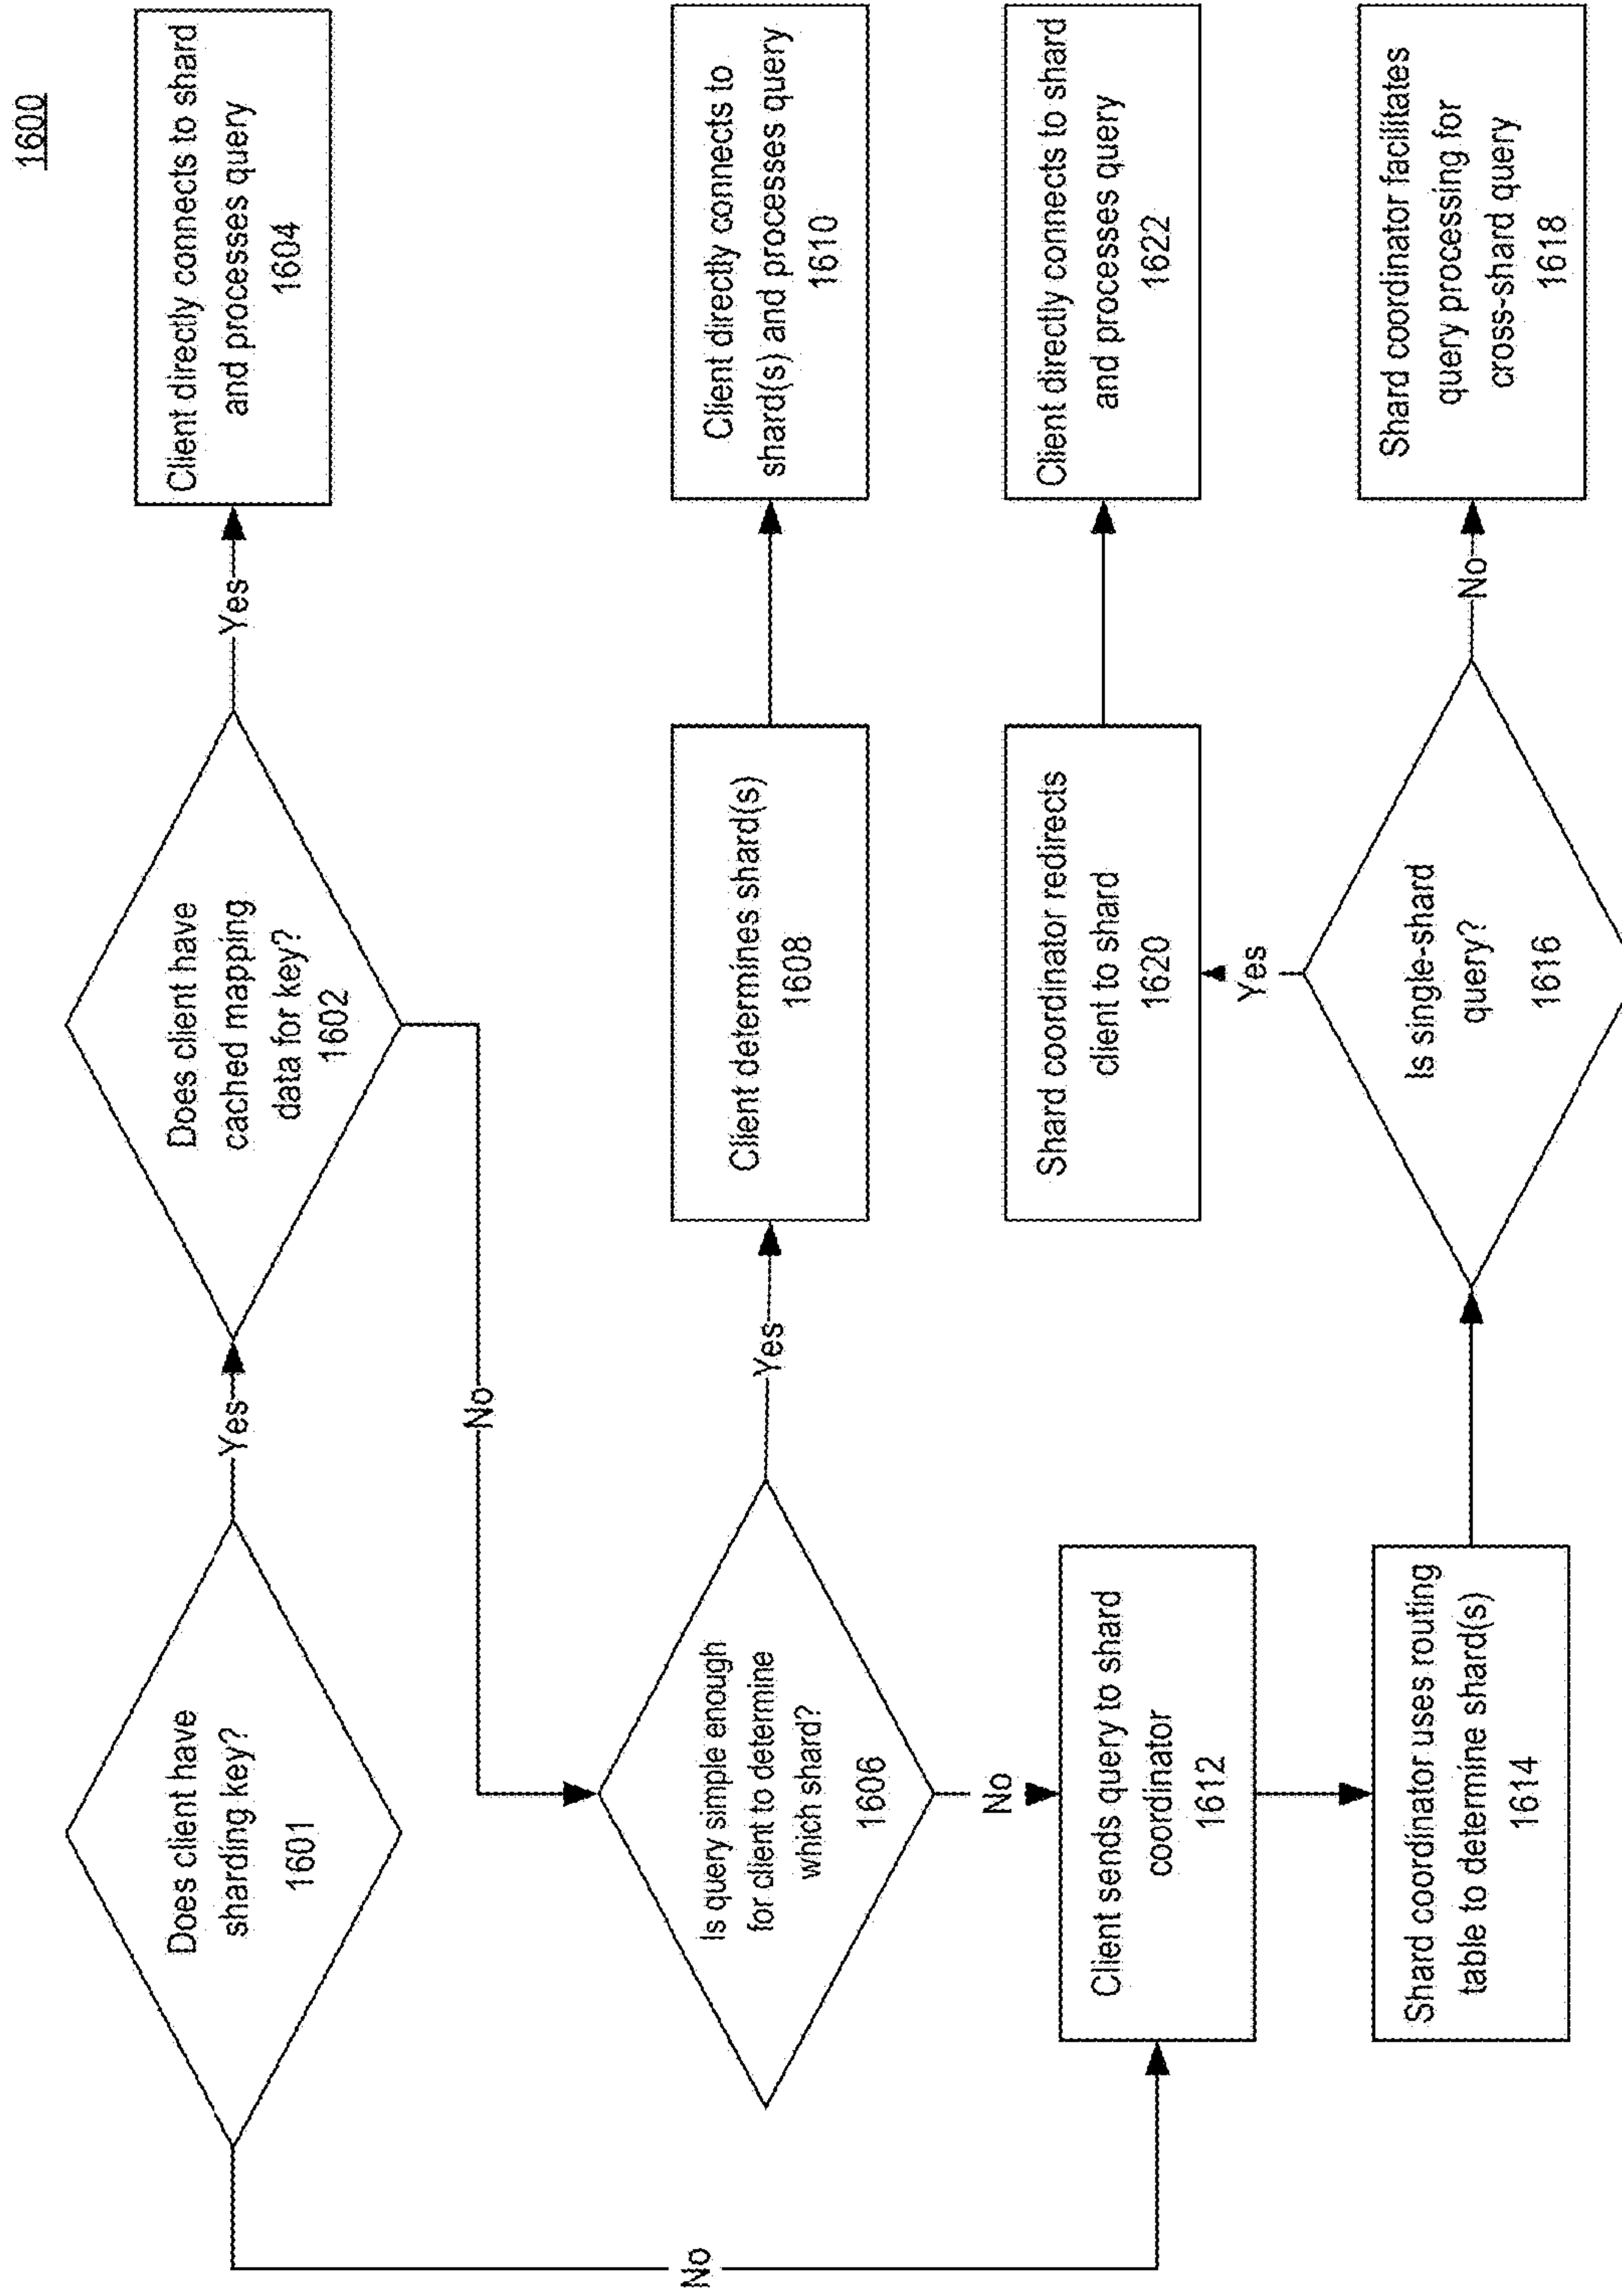 1600
Does client have
sharding key?
1601
Yes
Does client have
cached mapping
data for key?
1602
Yes
Client directly connects to shard
and processes query
1604
No
Is query simple enough
for client to determine
which shard?
1606
Yes
Client determines shard(s)
1608
Client directly connects to
shard(s) and processes query
1610
No
No
Client sends query to shard
coordinator
1612
Shard coordinator uses routing
table to determine shard(s)
1614
Is single-shard
query?
1616
Yes
Shard coordinator redirects
client to shard
1620
Client directly connects to shard
and processes query
1622
No
Shard coordinator facilitates
query processing for
cross-shard query
1618